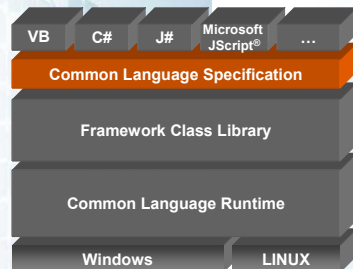 VB C# J# Microsoft JScript® ...
Common Language Specification
Framework Class Library
Common Language Runtime
Windows LINUX